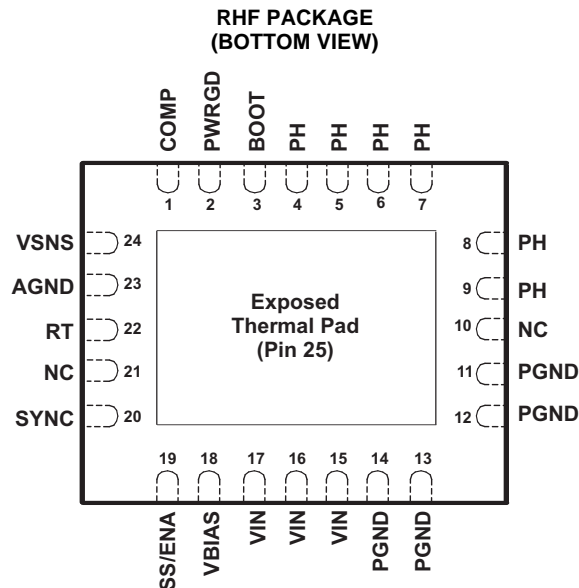 RHF PACKAGE
(BOTTOM VIEW)
COMP
PWRGD
BOOT
PH
PH
PH
PH
1
2
3
4
5
6
7
VSNS
24
AGND
23
RT
22
NC
21
SYNC
20
Exposed
Thermal Pad
(Pin 25)
8
PH
9
PH
10
NC
11
PGND
12
PGND
19
18
17
16
15
14
13
SS/ENA
VBIAS
VIN
VIN
VIN
PGND
PGND